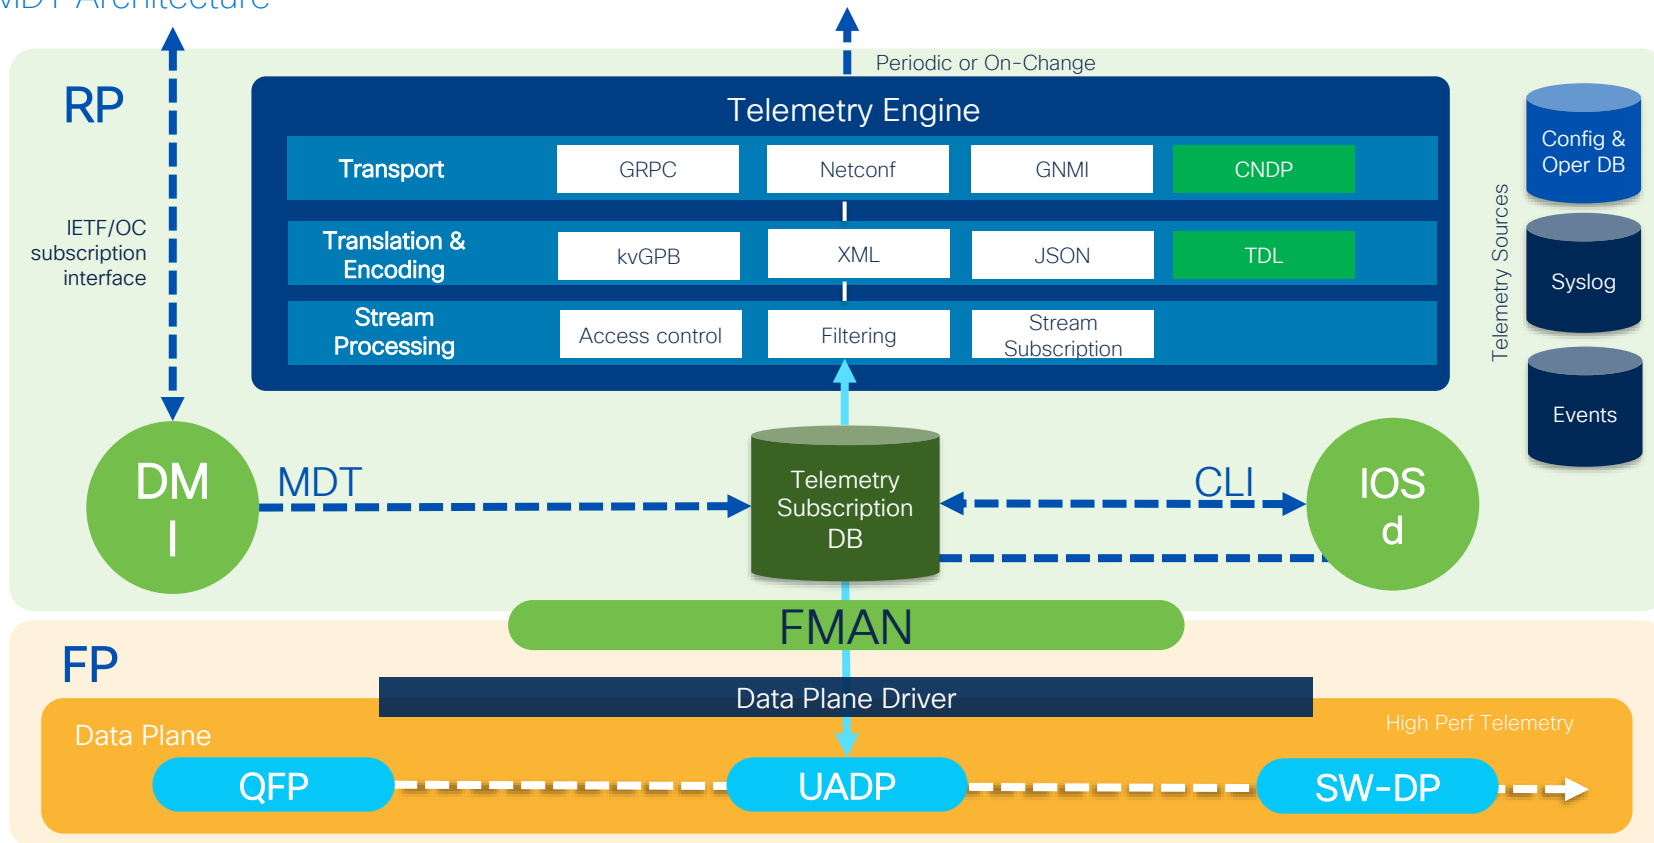 MDT Architecture
Periodic or On-Change
RP
Telemetry Engine
Transport
GRPC
Netconf
GNMI
CNDP
Config &
Oper DB
IETF/OC
subscription
interface
Translation &
Encoding
kvGPB
XML
JSON
TDL
Telemetry Sources
Syslog
Stream
Processing
Access control
Filtering
Stream
Subscription
Events
DM
I
MDT
Telemetry
Subscription
DB
CLI
IOS
d
FMAN
FP
Data Plane Driver
Data Plane
High Perf Telemetry
QFP
UADP
SW-DP